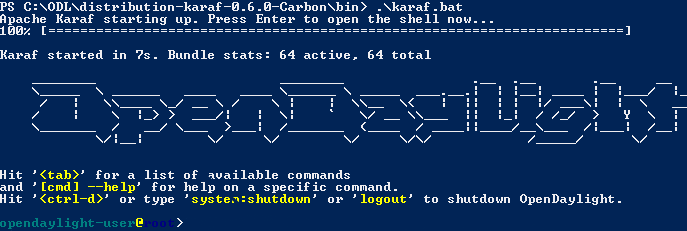 PS C:\ODL\distribution-karaf-0.6.0-Carbon\bin> .\karaf.bat
Apache Karaf starting up. Press Enter to open the shell now...
100% [========================================================================]
Karaf started in 7s. Bundle stats: 64 active, 64 total
OpenDaylight
Hit '<tab>' for a list of available commands
and '[cmd] --help' for help on a specific command.
Hit '<ctrl-d>' or type 'system:shutdown' or 'logout' to shutdown OpenDaylight.
opendaylight-user@root>